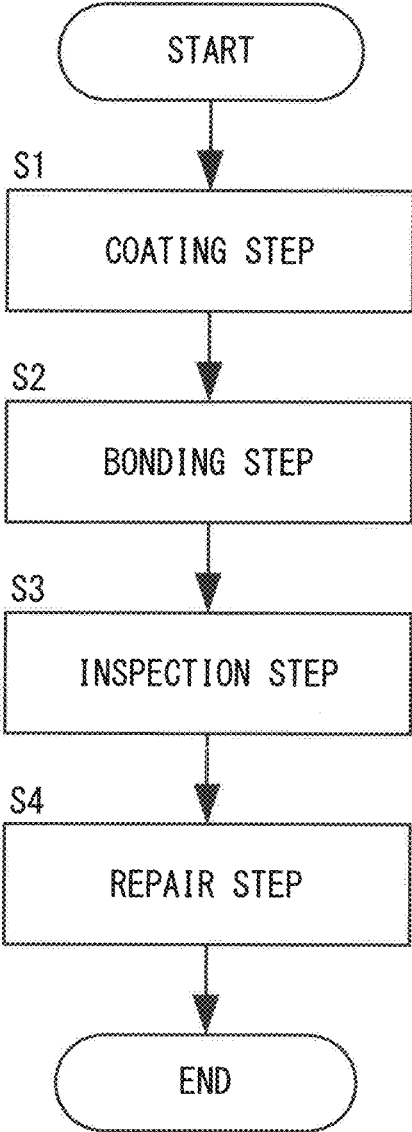 START
S1
COATING STEP
S2
BONDING STEP
S3
INSPECTION STEP
S4
REPAIR STEP
END